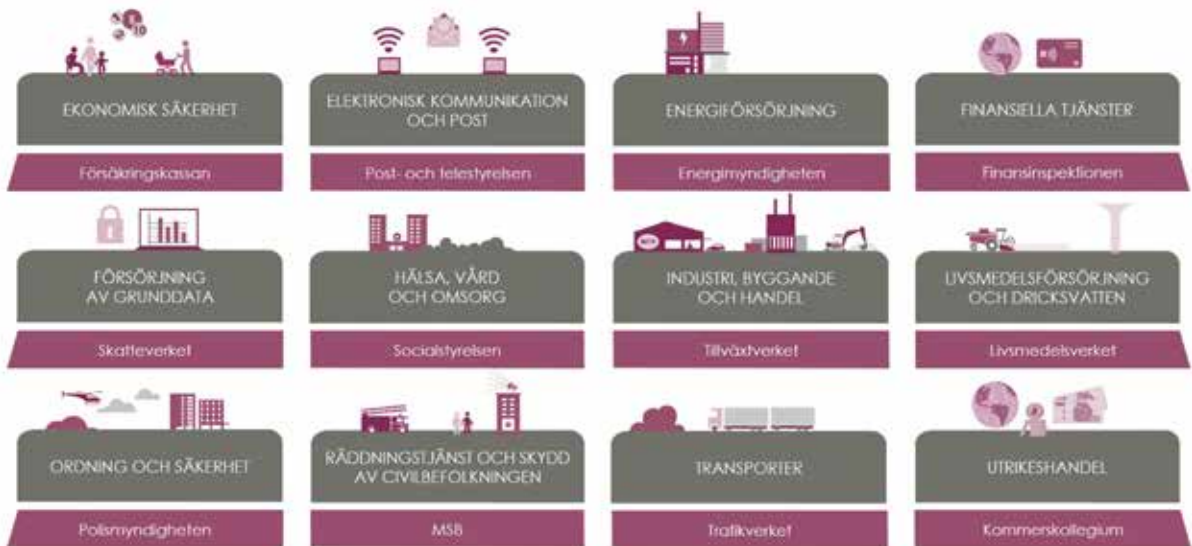 EKONOMISK SÄKERHET
Försäkringskassan
ELEKTRONISK KOMMUNIKATION
OCH POST
Post- och telestyrelsen
ENERGIFÖRSÖRJNING
Energimyndigheten
FINANSIELLA TJÄNSTER
Finansinspektionen
FÖRSÖRJNING
AV GRUNDDATA
Skatteverket
HÄLSA, VÅRD
OCH OMSORG
Socialstyrelsen
INDUSTRI, BYGGANDE
OCH HANDEL
Tillväxtverket
LIVSMEDELSFÖRSÖRJNING
OCH DRICKSVATTEN
Livsmedelsverket
ORDNING OCH SÄKERHET
Polismyndigheten
RÄDDNINGSTJÄNST OCH SKYDD
AV CIVILBEFOLKNINGEN
MSB
TRANSPORTER
Trafikverket
UTRIKESHANDEL
Kommerskollegium